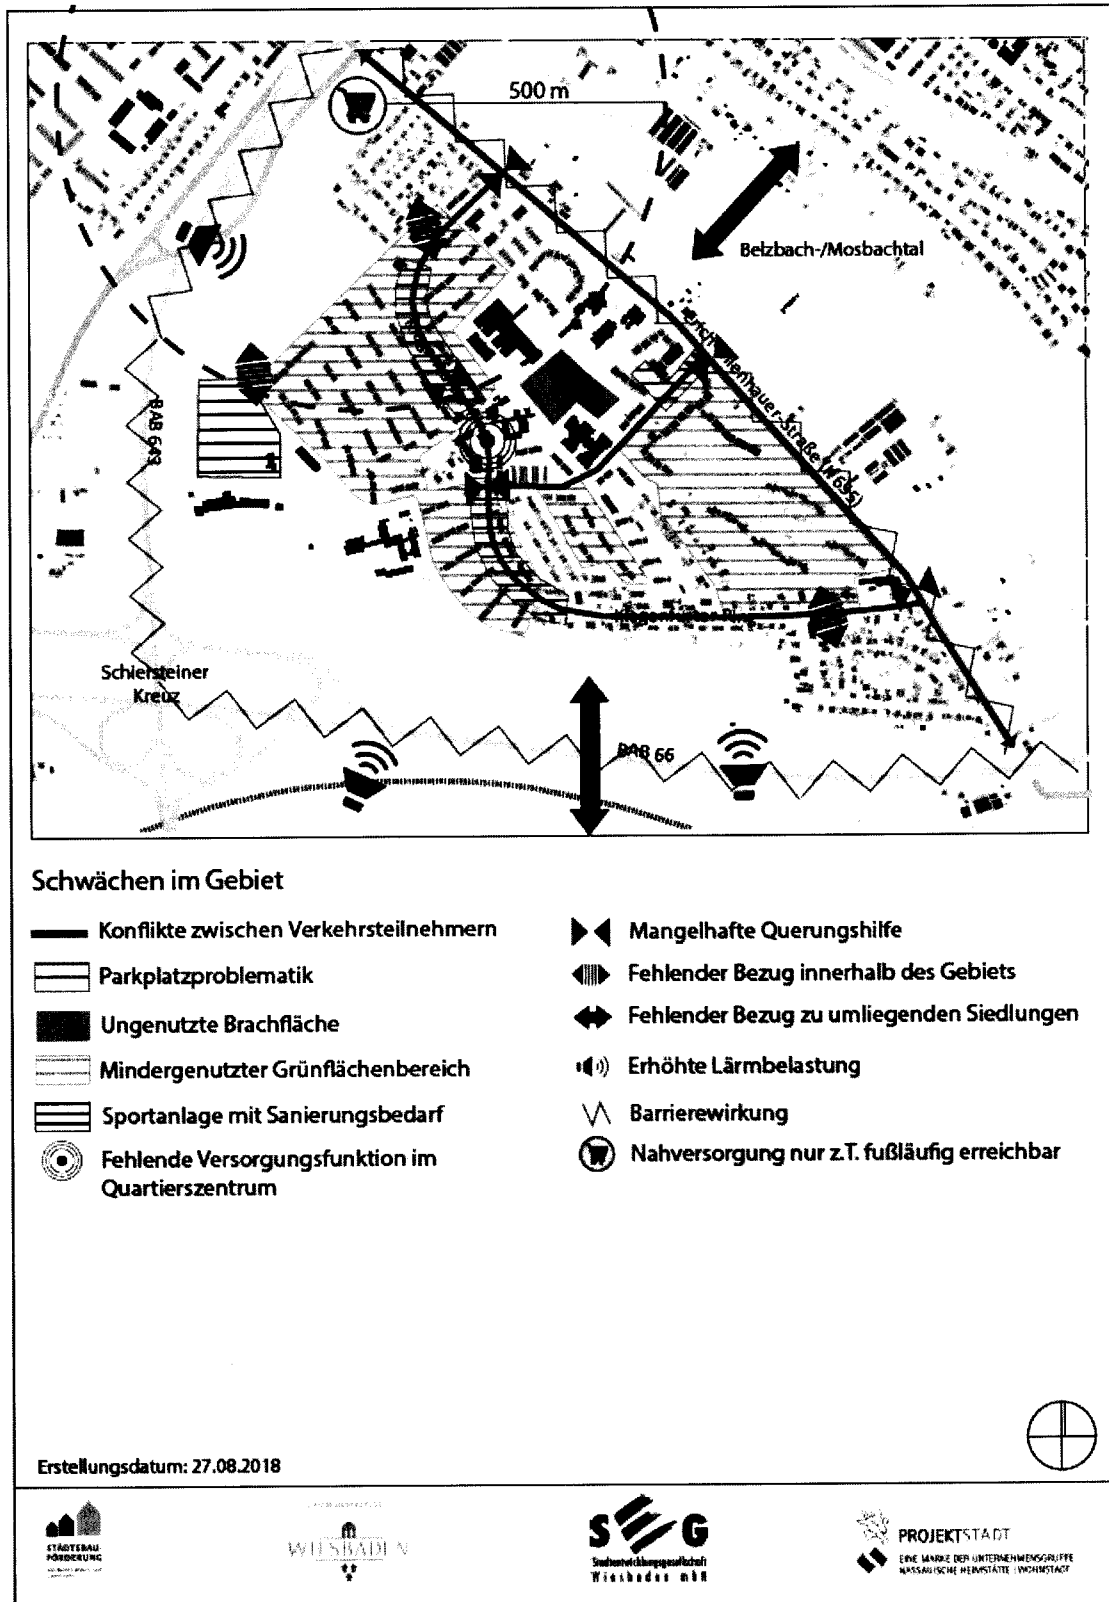 500 m
Belzbach-/Mosbachtal
BAB 643
Schiersteiner
Kreuz
BAB 66
Schwächen im Gebiet
Konflikte zwischen Verkehrsteilnehmern
Parkplatzproblematik
Ungenutzte Brachfläche
Mindergenutzter Grünflächenbereich
Sportanlage mit Sanierungsbedarf
Fehlende Versorgungsfunktion im
Quartierszentrum
Mangelhafte Querungshilfe
Fehlender Bezug innerhalb des Gebiets
Fehlender Bezug zu umliegenden Siedlungen
Erhöhte Lärmbelastung
Barrierewirkung
Nahversorgung nur z.T. fußläufig erreichbar
Erstellungsdatum: 27.08.2018
STÄDTEBAU-
FÖRDERUNG
WIESBADEN
SEG
Stadtentwicklungsgesellschaft
Wiesbaden mbH
PROJEKTSTADT
EINE MARKE DER UNTERNEHMENSGRUPPE
NASSAUISCHE HEIMSTÄTTE | WOHNSTADT